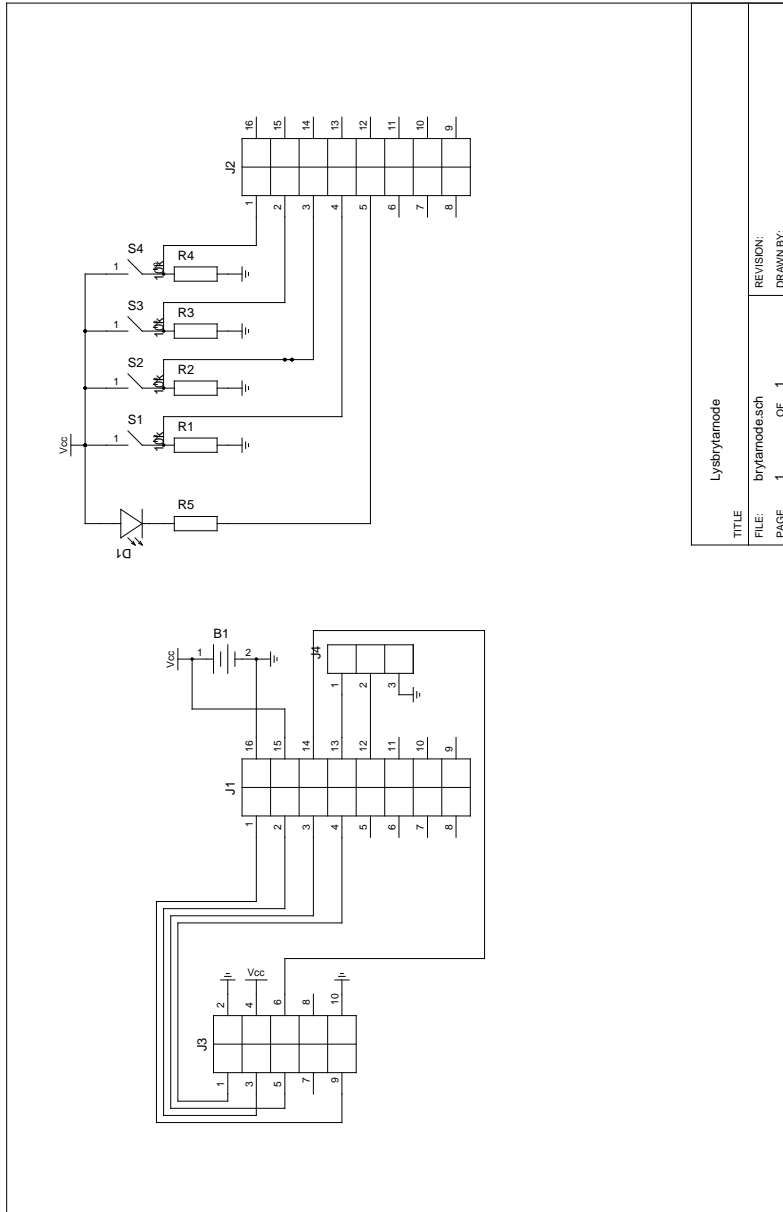 16
15
14
13
12
11
10
9
J2
1
2
3
4
5
6
7
8
S4
1
10k
R4
S3
1
10k
R3
S2
1
10k
R2
S1
1
10k
R1
Vcc
R5
D1
Vcc
1
B1
2
J4
1
2
3
16
15
14
13
12
11
10
9
J1
1
2
3
4
5
6
7
8
2
Vcc
4
6
8
10
J3
1
3
5
7
9
Lysbrytarnode
TITLE
FILE: brytarnode.sch
REVISION:
PAGE 1 OF 1
DRAWN BY: